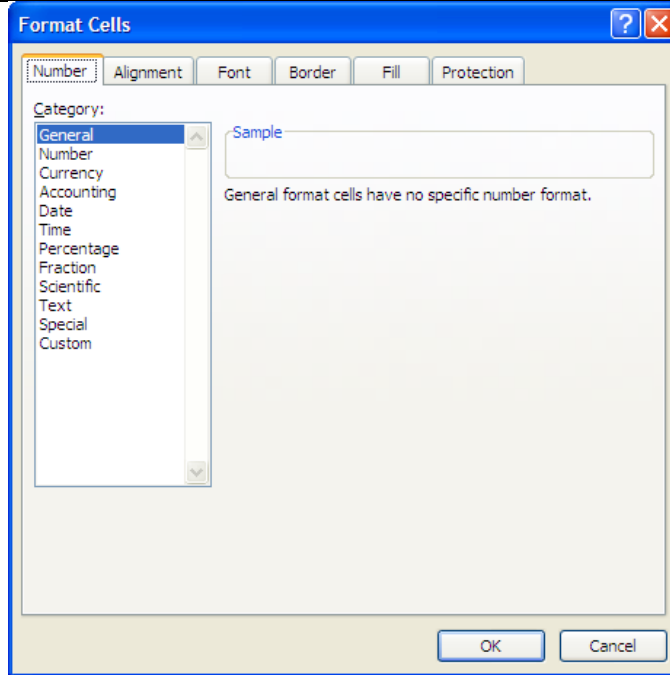 Format Cells
Number Alignment Font Border Fill Protection
Category:
General
Number
Currency
Accounting
Date
Time
Percentage
Fraction
Scientific
Text
Special
Custom
Sample
General format cells have no specific number format.
OK Cancel